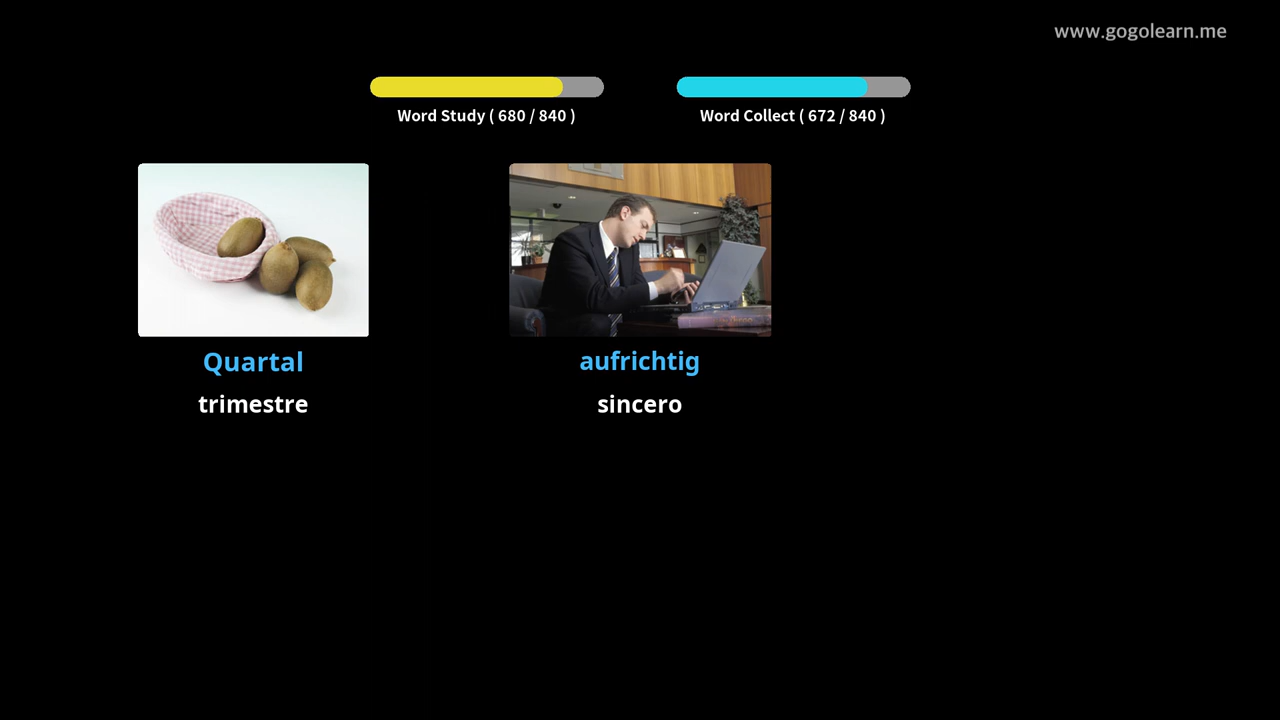 www.gogolearn.me
Word Study ( 680 / 840 )
Word Collect ( 672 / 840 )
Quartal
trimestre
aufrichtig
sincero